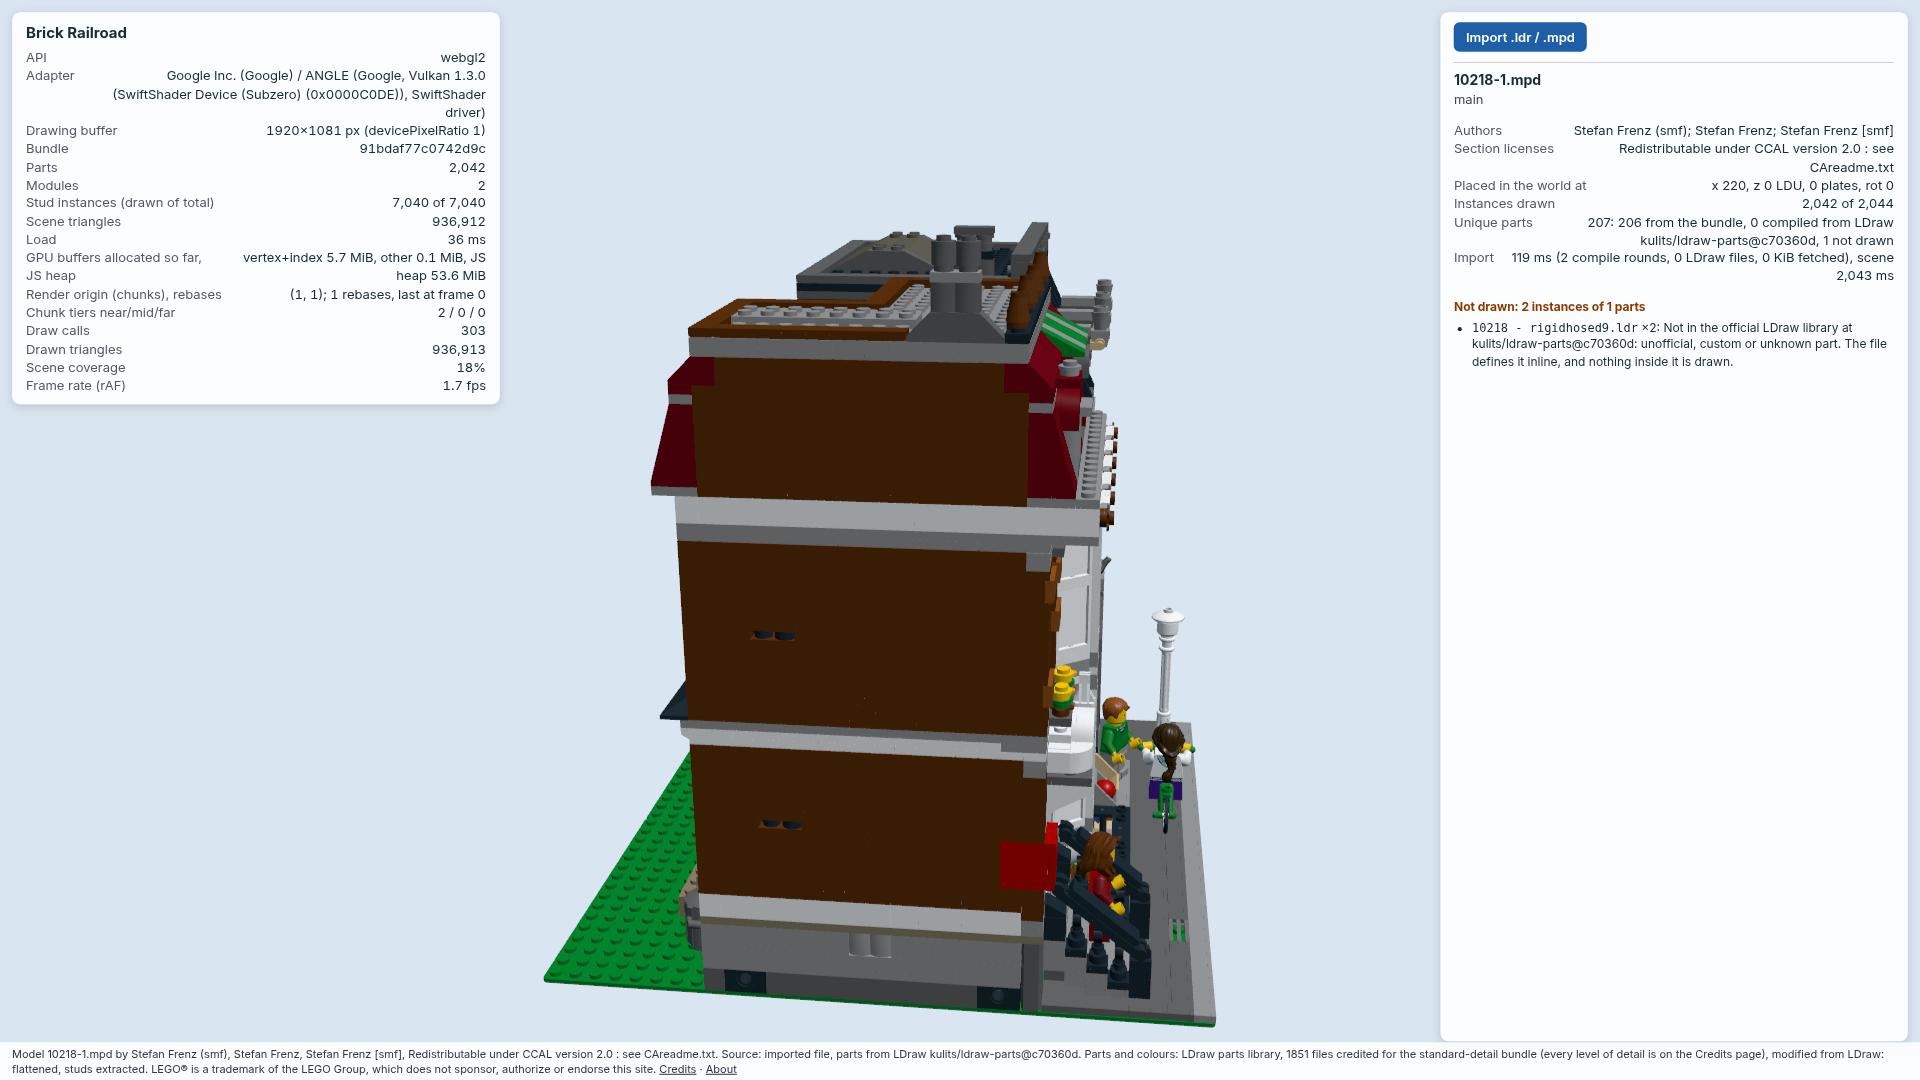 Brick Railroad
API webgl2
Adapter Google Inc. (Google) / ANGLE (Google, Vulkan 1.3.0
(SwiftShader Device (Subzero) (0x0000C0DE)), SwiftShader
driver)
Drawing buffer 1920×1081 px (devicePixelRatio 1)
Bundle 91bdaf77c0742d9c
Parts 2,042
Modules 2
Stud instances (drawn of total) 7,040 of 7,040
Scene triangles 936,912
Load 36 ms
GPU buffers allocated so far, vertex+index 5.7 MiB, other 0.1 MiB, JS
JS heap heap 53.6 MiB
Render origin (chunks), rebases (1, 1); 1 rebases, last at frame 0
Chunk tiers near/mid/far 2 / 0 / 0
Draw calls 303
Drawn triangles 936,913
Scene coverage 18%
Frame rate (rAF) 1.7 fps
Import .ldr / .mpd
10218-1.mpd
main
Authors Stefan Frenz (smf); Stefan Frenz; Stefan Frenz [smf]
Section licenses Redistributable under CCAL version 2.0 : see
CAreadme.txt
Placed in the world at x 220, z 0 LDU, 0 plates, rot 0
Instances drawn 2,042 of 2,044
Unique parts 207: 206 from the bundle, 0 compiled from LDraw
kulits/ldraw-parts@c70360d, 1 not drawn
Import 119 ms (2 compile rounds, 0 LDraw files, 0 KiB fetched), scene
2,043 ms
Not drawn: 2 instances of 1 parts
• 10218 - rigidhosed9.ldr ×2: Not in the official LDraw library at
kulits/ldraw-parts@c70360d: unofficial, custom or unknown part. The file
defines it inline, and nothing inside it is drawn.
Model 10218-1.mpd by Stefan Frenz (smf), Stefan Frenz, Stefan Frenz [smf], Redistributable under CCAL version 2.0 : see CAreadme.txt. Source: imported file, parts from LDraw kulits/ldraw-parts@c70360d. Parts and colours: LDraw parts library, 1851 files credited for the standard-detail bundle (every level of detail is on the Credits page), modified from LDraw:
flattened, studs extracted. LEGO® is a trademark of the LEGO Group, which does not sponsor, authorize or endorse this site. Credits · About